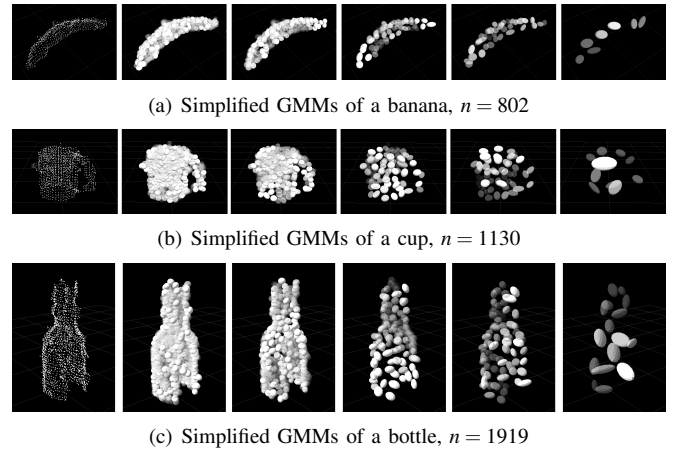 (a) Simplified GMMs of a banana, n = 802
(b) Simplified GMMs of a cup, n = 1130
(c) Simplified GMMs of a bottle, n = 1919